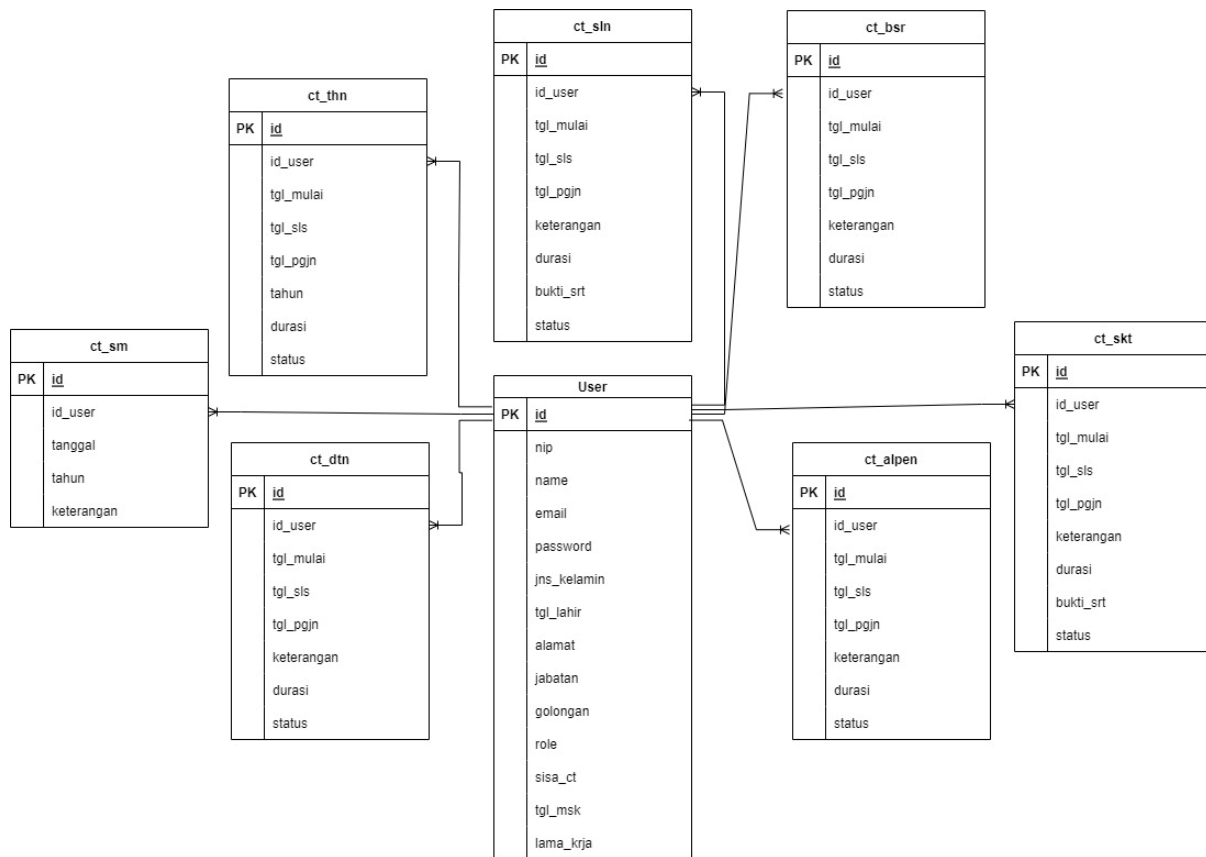 ct_sln
PK id
id_user
tgl_mulai
tgl_sls
tgl_pgjn
keterangan
durasi
bukti_srt
status
ct_bsr
PK id
id_user
tgl_mulai
tgl_sls
tgl_pgjn
keterangan
durasi
status
ct_thn
PK id
id_user
tgl_mulai
tgl_sls
tgl_pgjn
tahun
durasi
status
ct_sm
PK id
id_user
tanggal
tahun
keterangan
ct_skt
PK id
id_user
tgl_mulai
tgl_sls
tgl_pgjn
keterangan
durasi
bukti_srt
status
User
PK id
nip
name
email
password
jns_kelamin
tgl_lahir
alamat
jabatan
golongan
role
sisa_ct
tgl_msk
lama_krja
ct_dtn
PK id
id_user
tgl_mulai
tgl_sls
tgl_pgjn
keterangan
durasi
status
ct_alpen
PK id
id_user
tgl_mulai
tgl_sls
tgl_pgjn
keterangan
durasi
status